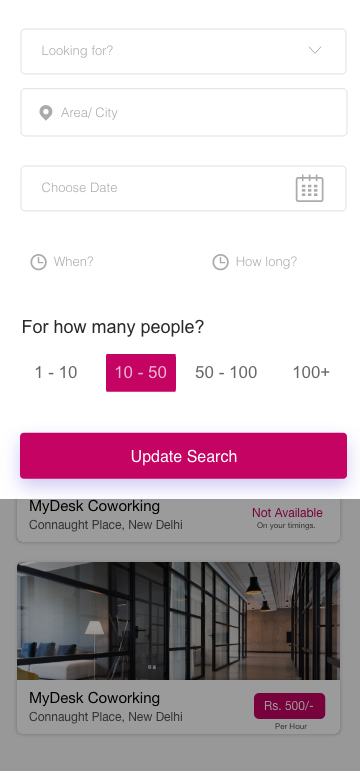 Looking for?
Area/ City
Choose Date
When?
How long?
For how many people?
1 - 10
10 - 50
50 - 100
100+
Update Search
MyDesk Coworking
Not Available
Connaught Place, New Delhi
On your timings.
MyDesk Coworking
Rs. 500/-
Connaught Place, New Delhi
Per Hour